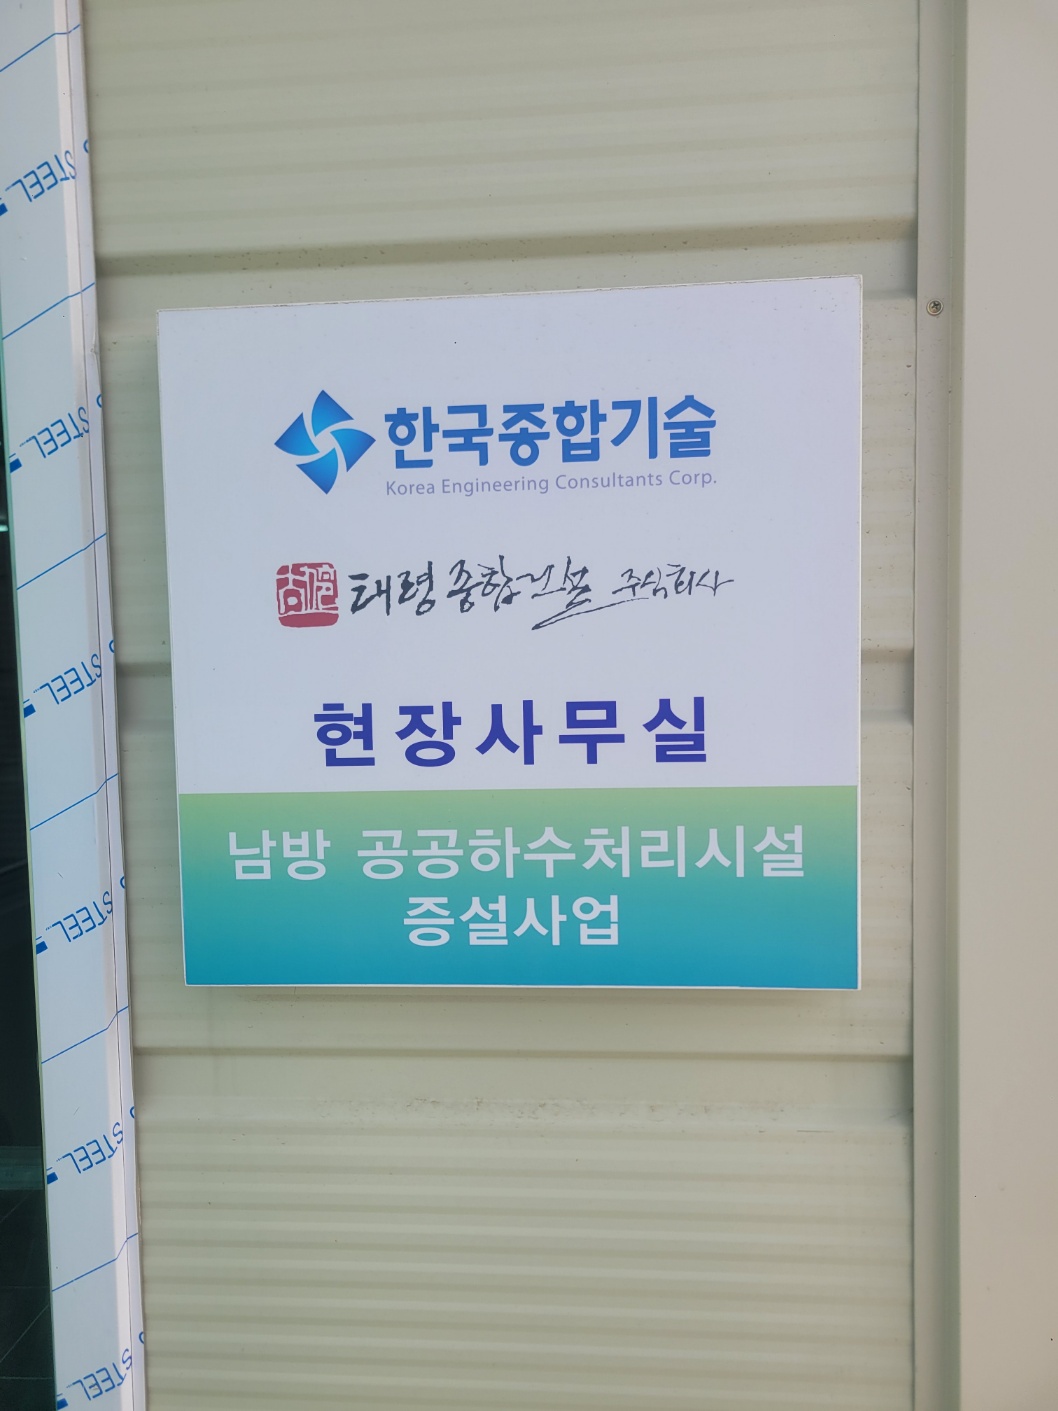 한국종합기술
Korea Engineering Consultants Corp.
태령종합건설 주식회사
현장사무실
남방 공공하수처리시설
증설사업
STEEL
STEEL
STEEL
STEEL
STEEL
STEEL